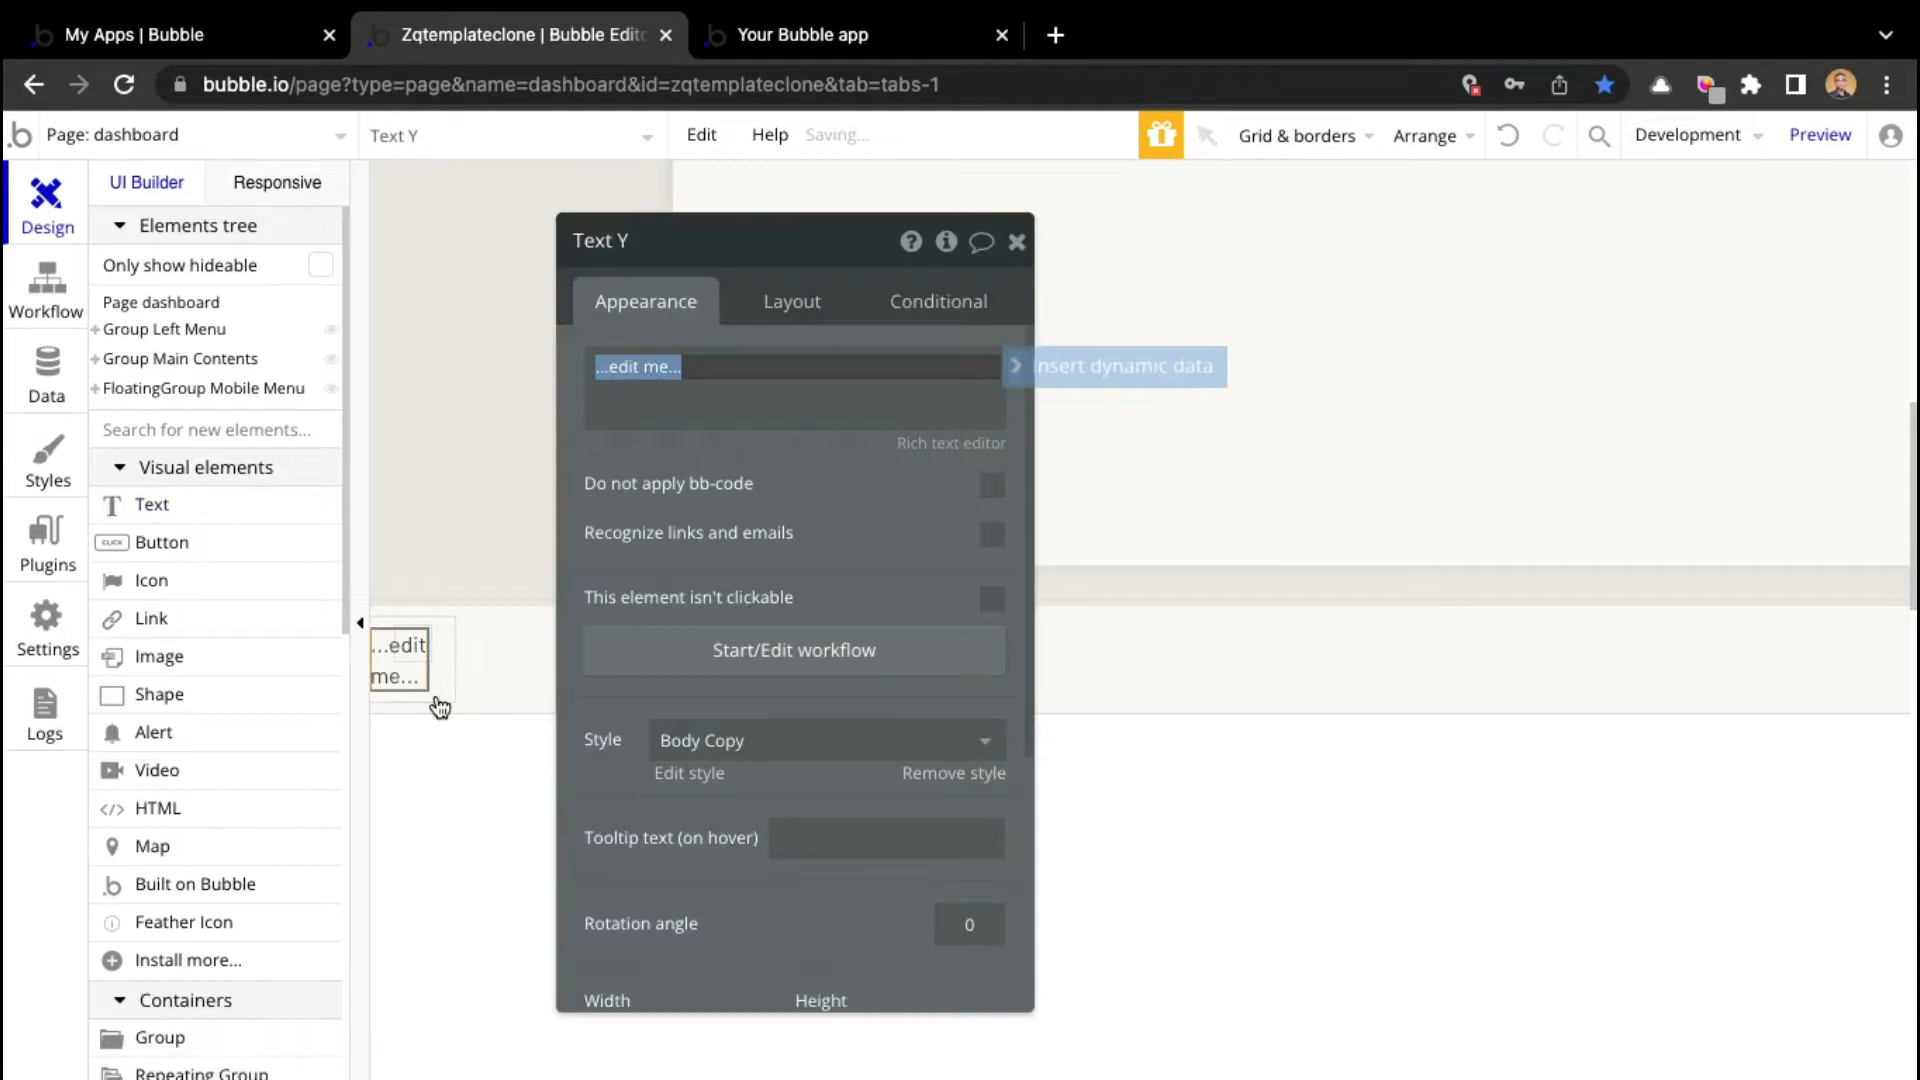 My Apps | Bubble
Zqtemplateclone | Bubble Edito
Your Bubble app
bubble.io/page?type=page&name=dashboard&id=zqtemplateclone&tab=tabs-1
Page: dashboard
Text Y
Edit
Help
Saving...
Grid & borders
Arrange
Development
Preview
Design
Workflow
Data
Styles
Plugins
Settings
Logs
UI Builder
Responsive
Elements tree
Only show hideable
Page dashboard
Group Left Menu
Group Main Contents
FloatingGroup Mobile Menu
Search for new elements...
Visual elements
Text
CLICK Button
Icon
Link
Image
Shape
Alert
Video
</> HTML
Map
Built on Bubble
Feather Icon
Install more...
Containers
Group
Repeating Group
...edit
me...
Text Y
Appearance
Layout
Conditional
...edit me...
Insert dynamic data
Rich text editor
Do not apply bb-code
Recognize links and emails
This element isn't clickable
Start/Edit workflow
Style
Body Copy
Edit style
Remove style
Tooltip text (on hover)
Rotation angle
0
Width
Height